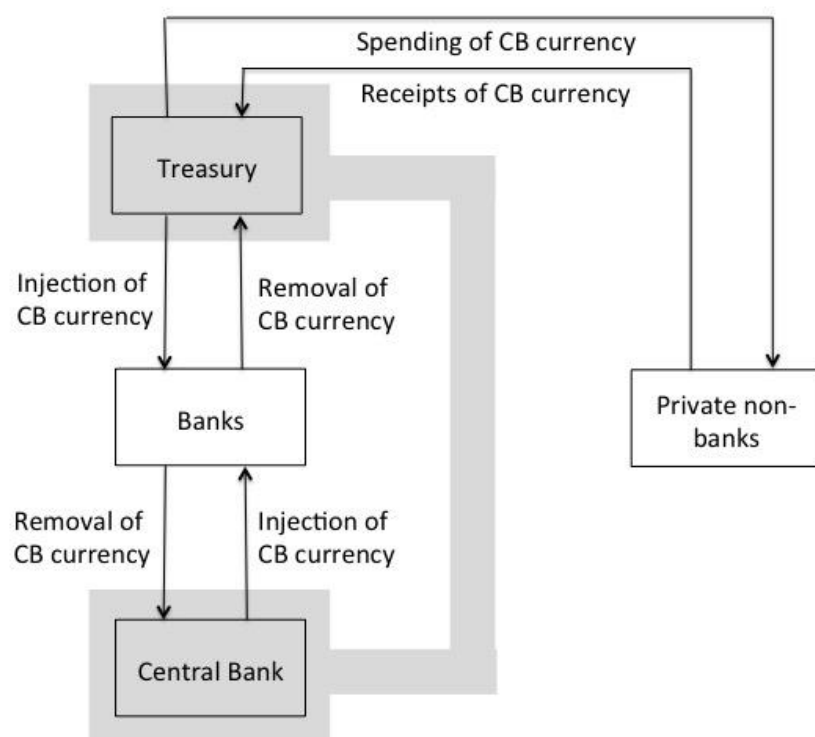 Spending of CB currency
Receipts of CB currency
Treasury
Injection of
CB currency
Removal of
CB currency
Banks
Private non-
banks
Removal of
CB currency
Injection of
CB currency
Central Bank